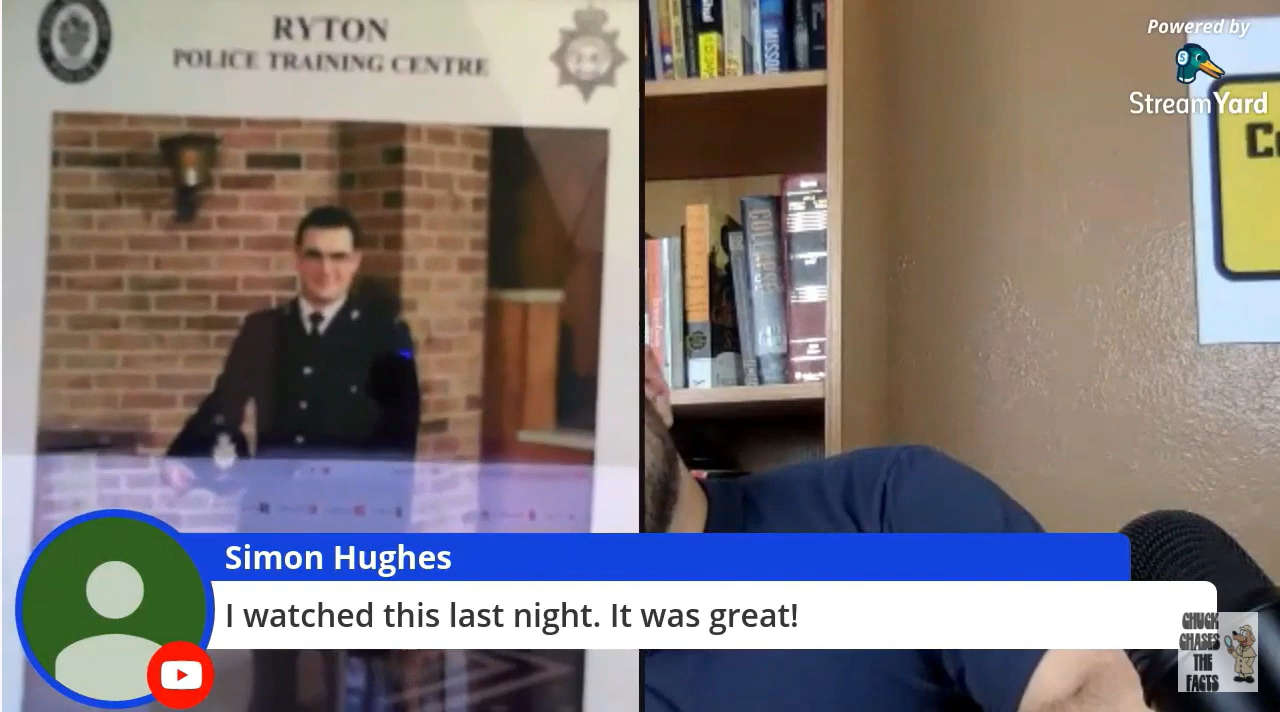 RYTON
POLICE TRAINING CENTRE
Powered by
StreamYard
COLLAPSE
Simon Hughes
I watched this last night. It was great!
CHUCK
CHASES
THE
FACTS